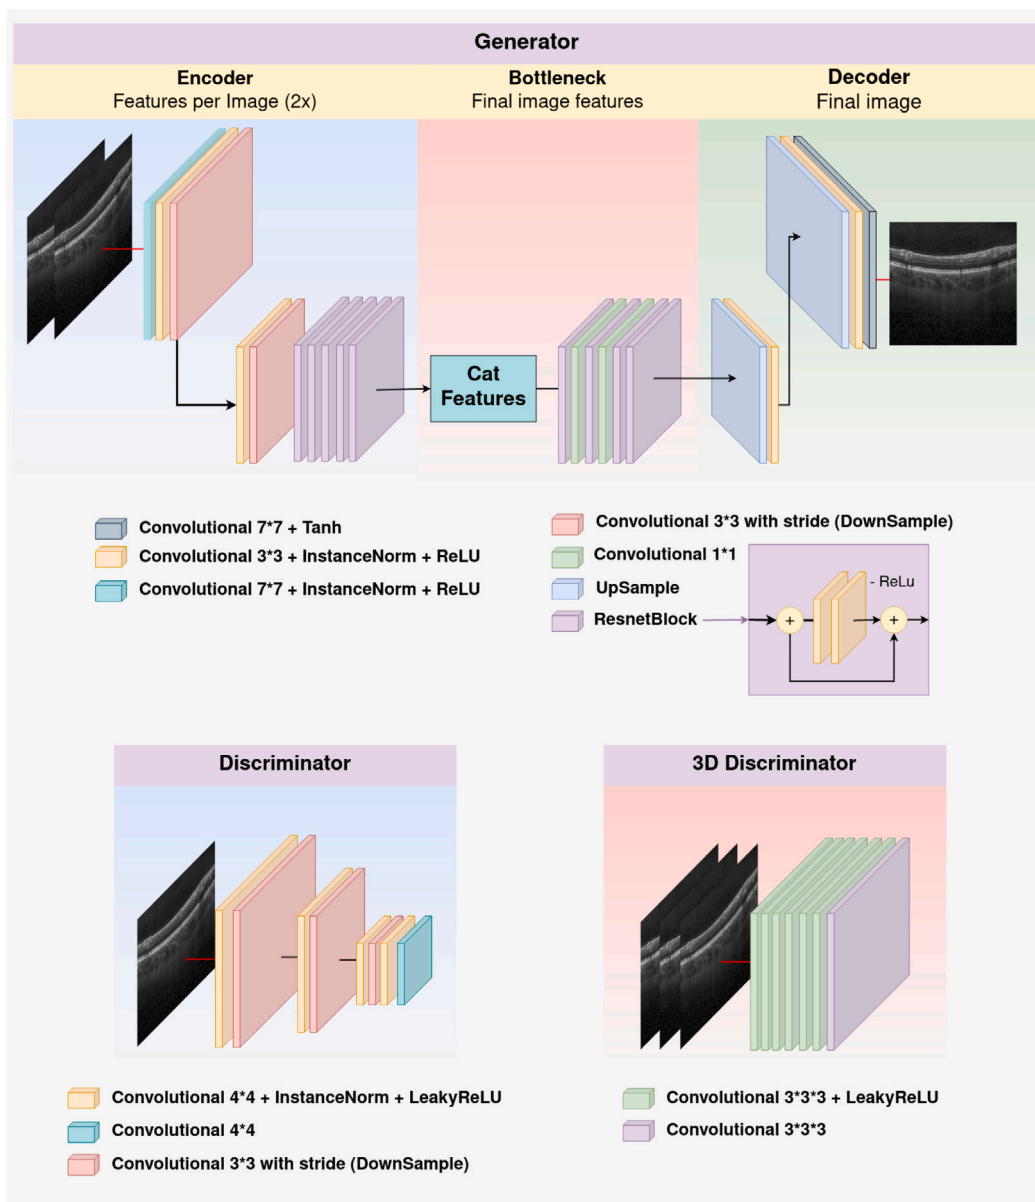 Generator
Encoder
Features per Image (2x)
Bottleneck
Final image features
Decoder
Final image
Cat
Features
Convolutional 7*7 + Tanh
Convolutional 3*3 + InstanceNorm + ReLU
Convolutional 7*7 + InstanceNorm + ReLU
Convolutional 3*3 with stride (DownSample)
Convolutional 1*1
UpSample
ResnetBlock
- ReLu
+
+
Discriminator
3D Discriminator
Convolutional 4*4 + InstanceNorm + LeakyReLU
Convolutional 4*4
Convolutional 3*3 with stride (DownSample)
Convolutional 3*3*3 + LeakyReLU
Convolutional 3*3*3